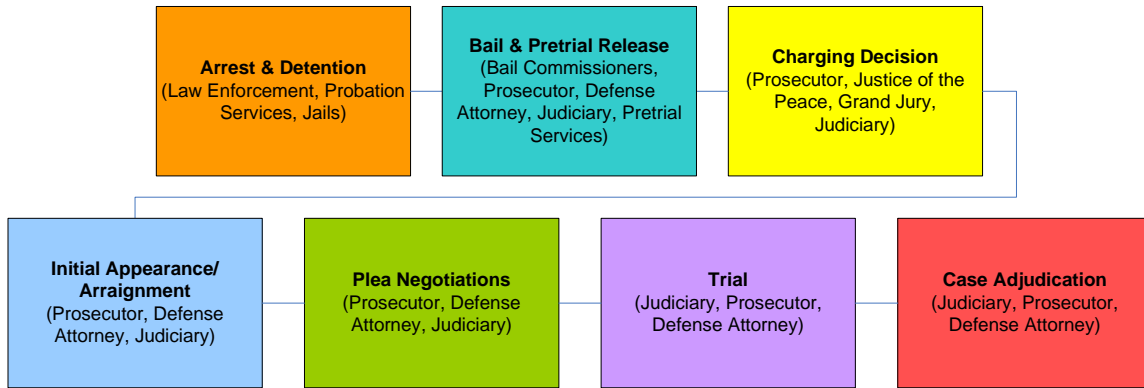 Arrest & Detention
(Law Enforcement, Probation
Services, Jails)
Bail & Pretrial Release
(Bail Commissioners,
Prosecutor, Defense
Attorney, Judiciary, Pretrial
Services)
Charging Decision
(Prosecutor, Justice of the
Peace, Grand Jury,
Judiciary)
Initial Appearance/
Arraignment
(Prosecutor, Defense
Attorney, Judiciary)
Plea Negotiations
(Prosecutor, Defense
Attorney, Judiciary)
Trial
(Judiciary, Prosecutor,
Defense Attorney)
Case Adjudication
(Judiciary, Prosecutor,
Defense Attorney)